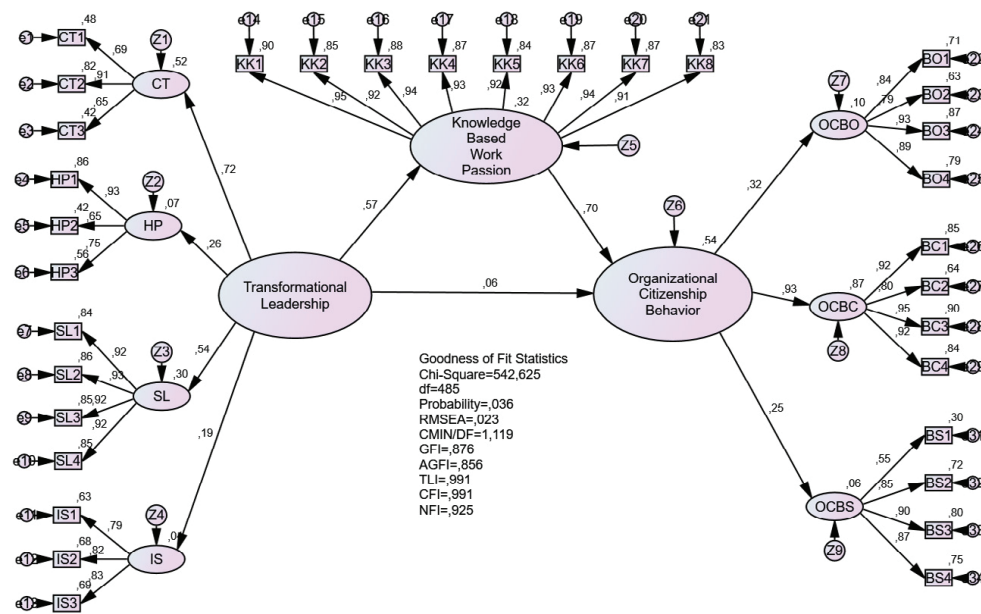 e14 e15 e16 e17 e18 e19 e20 e21
,90 ,85 ,88 ,87 ,84 ,87 ,87 ,83
KK1 KK2 KK3 KK4 KK5 KK6 KK7 KK8
,95 ,92 ,94 ,93 ,92 ,93 ,94 ,91
,32
Knowledge
Based
Work
Passion
Z5
,48
e1 CT1
,69
Z1
,52
,82
e2 CT2
,91
CT
,65
,42
e3 CT3
,72
,86
e4 HP1
,93
Z2
,07
,42
e5 HP2
,65
HP
,75
,56
e6 HP3
,26
,57
,70
Transformational
Leadership
,06
Z6
,54
Organizational
Citizenship
Behavior
,84
e7 SL1
,92
Z3
,54
,30
,86
e8 SL2
,93
SL
,85
e9 SL3
,92
,92
,85
SL4
,19
,63
IS1
,79
Z4
,68
IS2
,82
IS
,83
,69
IS3
Goodness of Fit Statistics
Chi-Square=542,625
df=485
Probability=,036
RMSEA=,023
CMIN/DF=1,119
GFI=,876
AGFI=,856
TLI=,991
CFI=,991
NFI=,925
,71
BO1
Z7
,84
,63
BO2
,10
,79
OCBO
,87
BO3
,93
,89
,79
BO4
,32
,85
BC1
,92
,64
BC2
,93
,87
,80
OCBC
,90
BC3
,95
,92
Z8
,84
BC4
,25
,30
BS1
,55
,72
BS2
,06
,85
OCBS
,80
BS3
,90
,87
Z9
,75
BS4